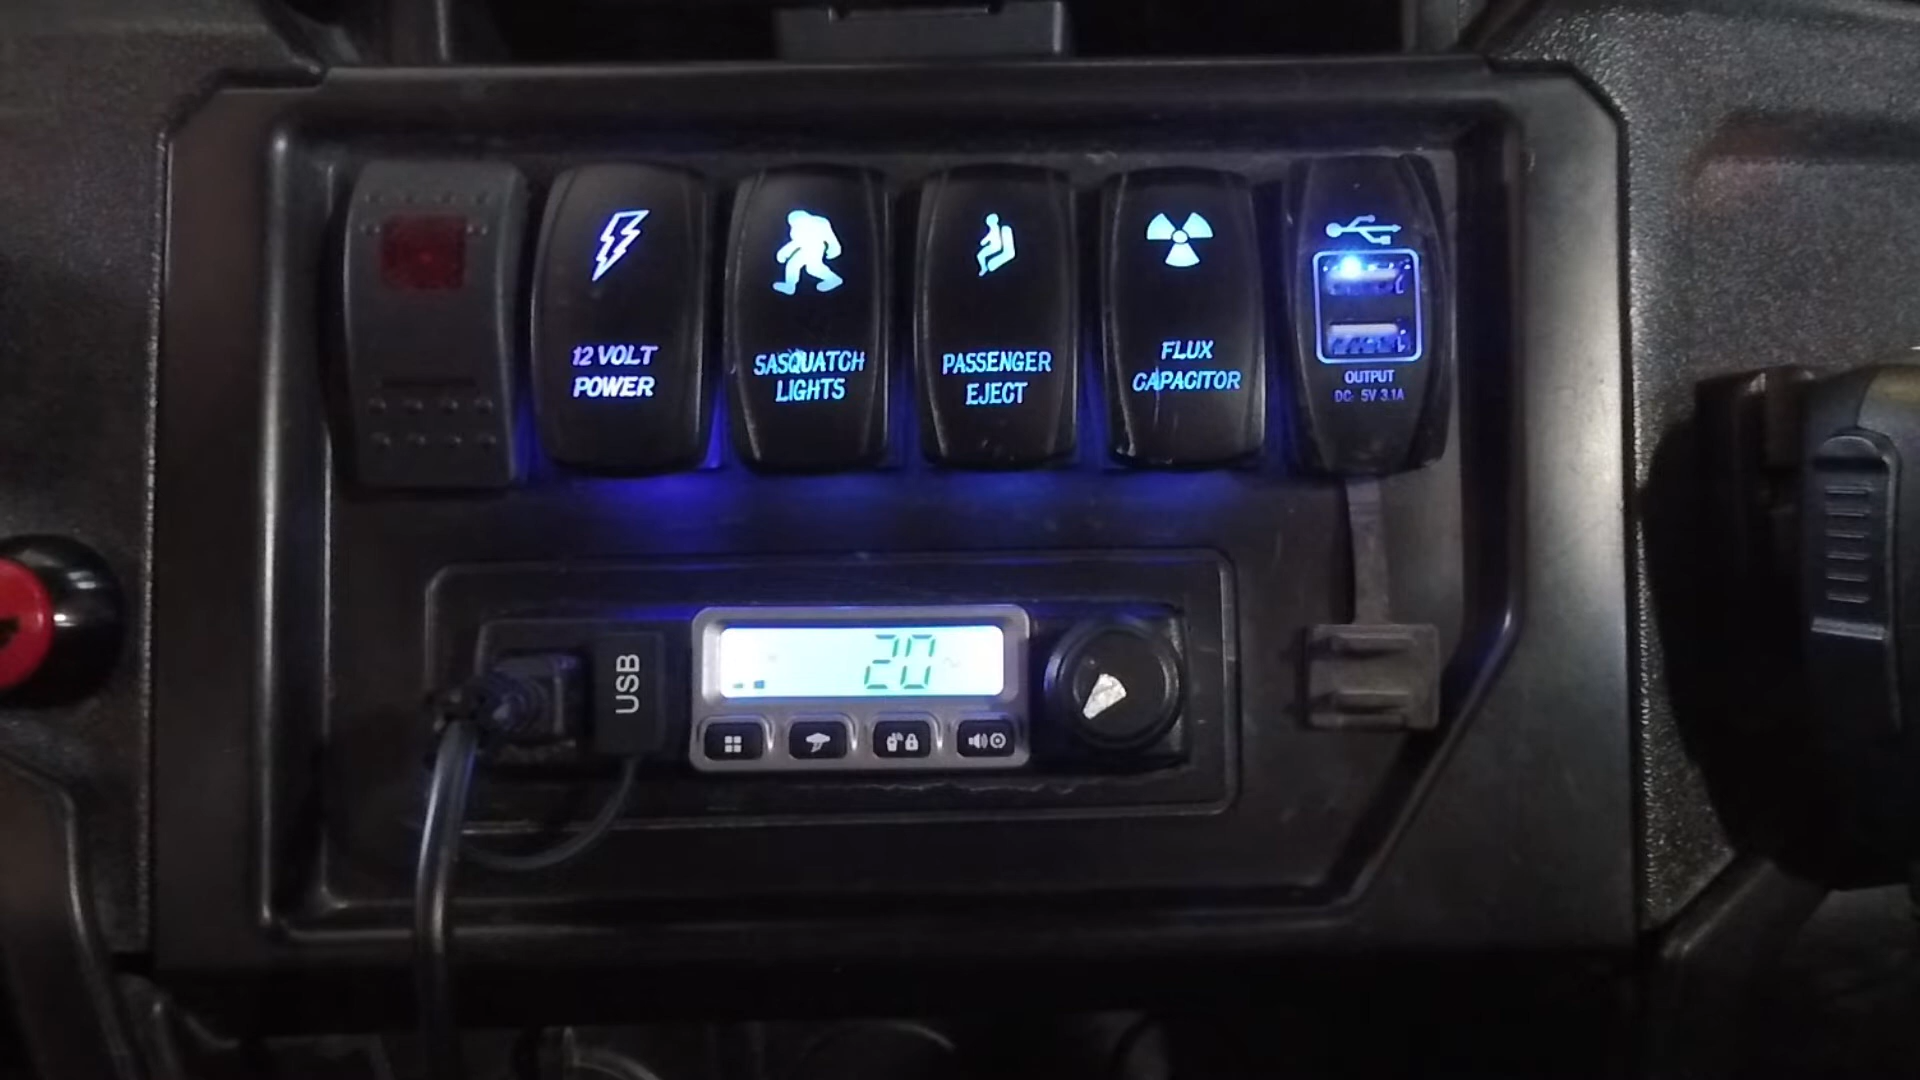 12 VOLT
POWER
SASQUATCH
LIGHTS
PASSENGER
EJECT
FLUX
CAPACITOR
OUTPUT
DC: 5V 3.1A
USB
20